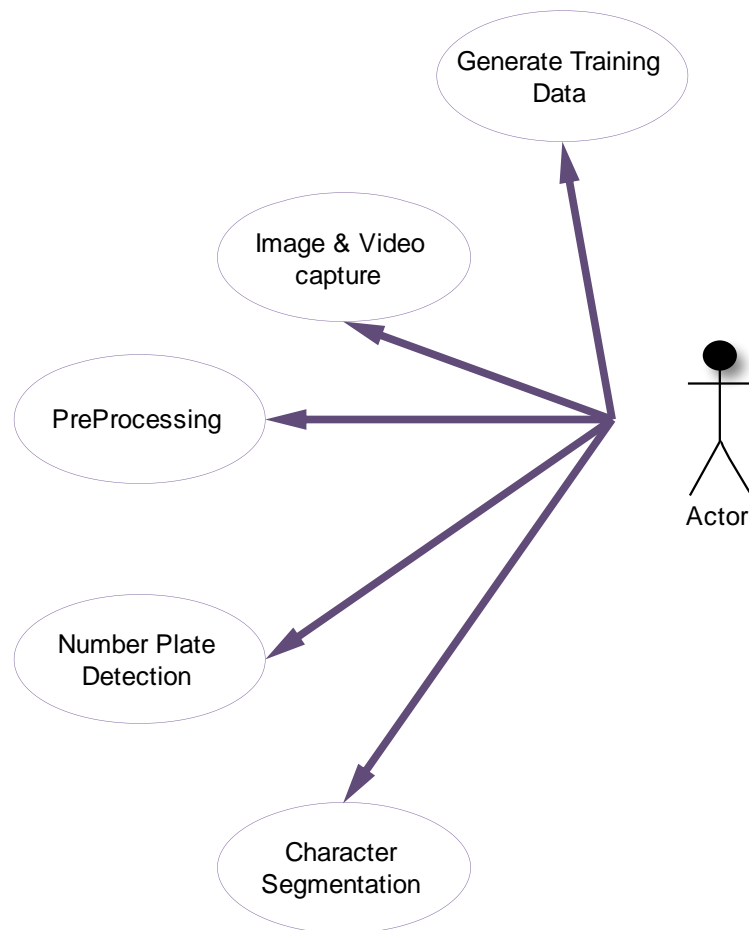 Generate Training
Data
Image & Video
capture
PreProcessing
Actor
Number Plate
Detection
Character
Segmentation